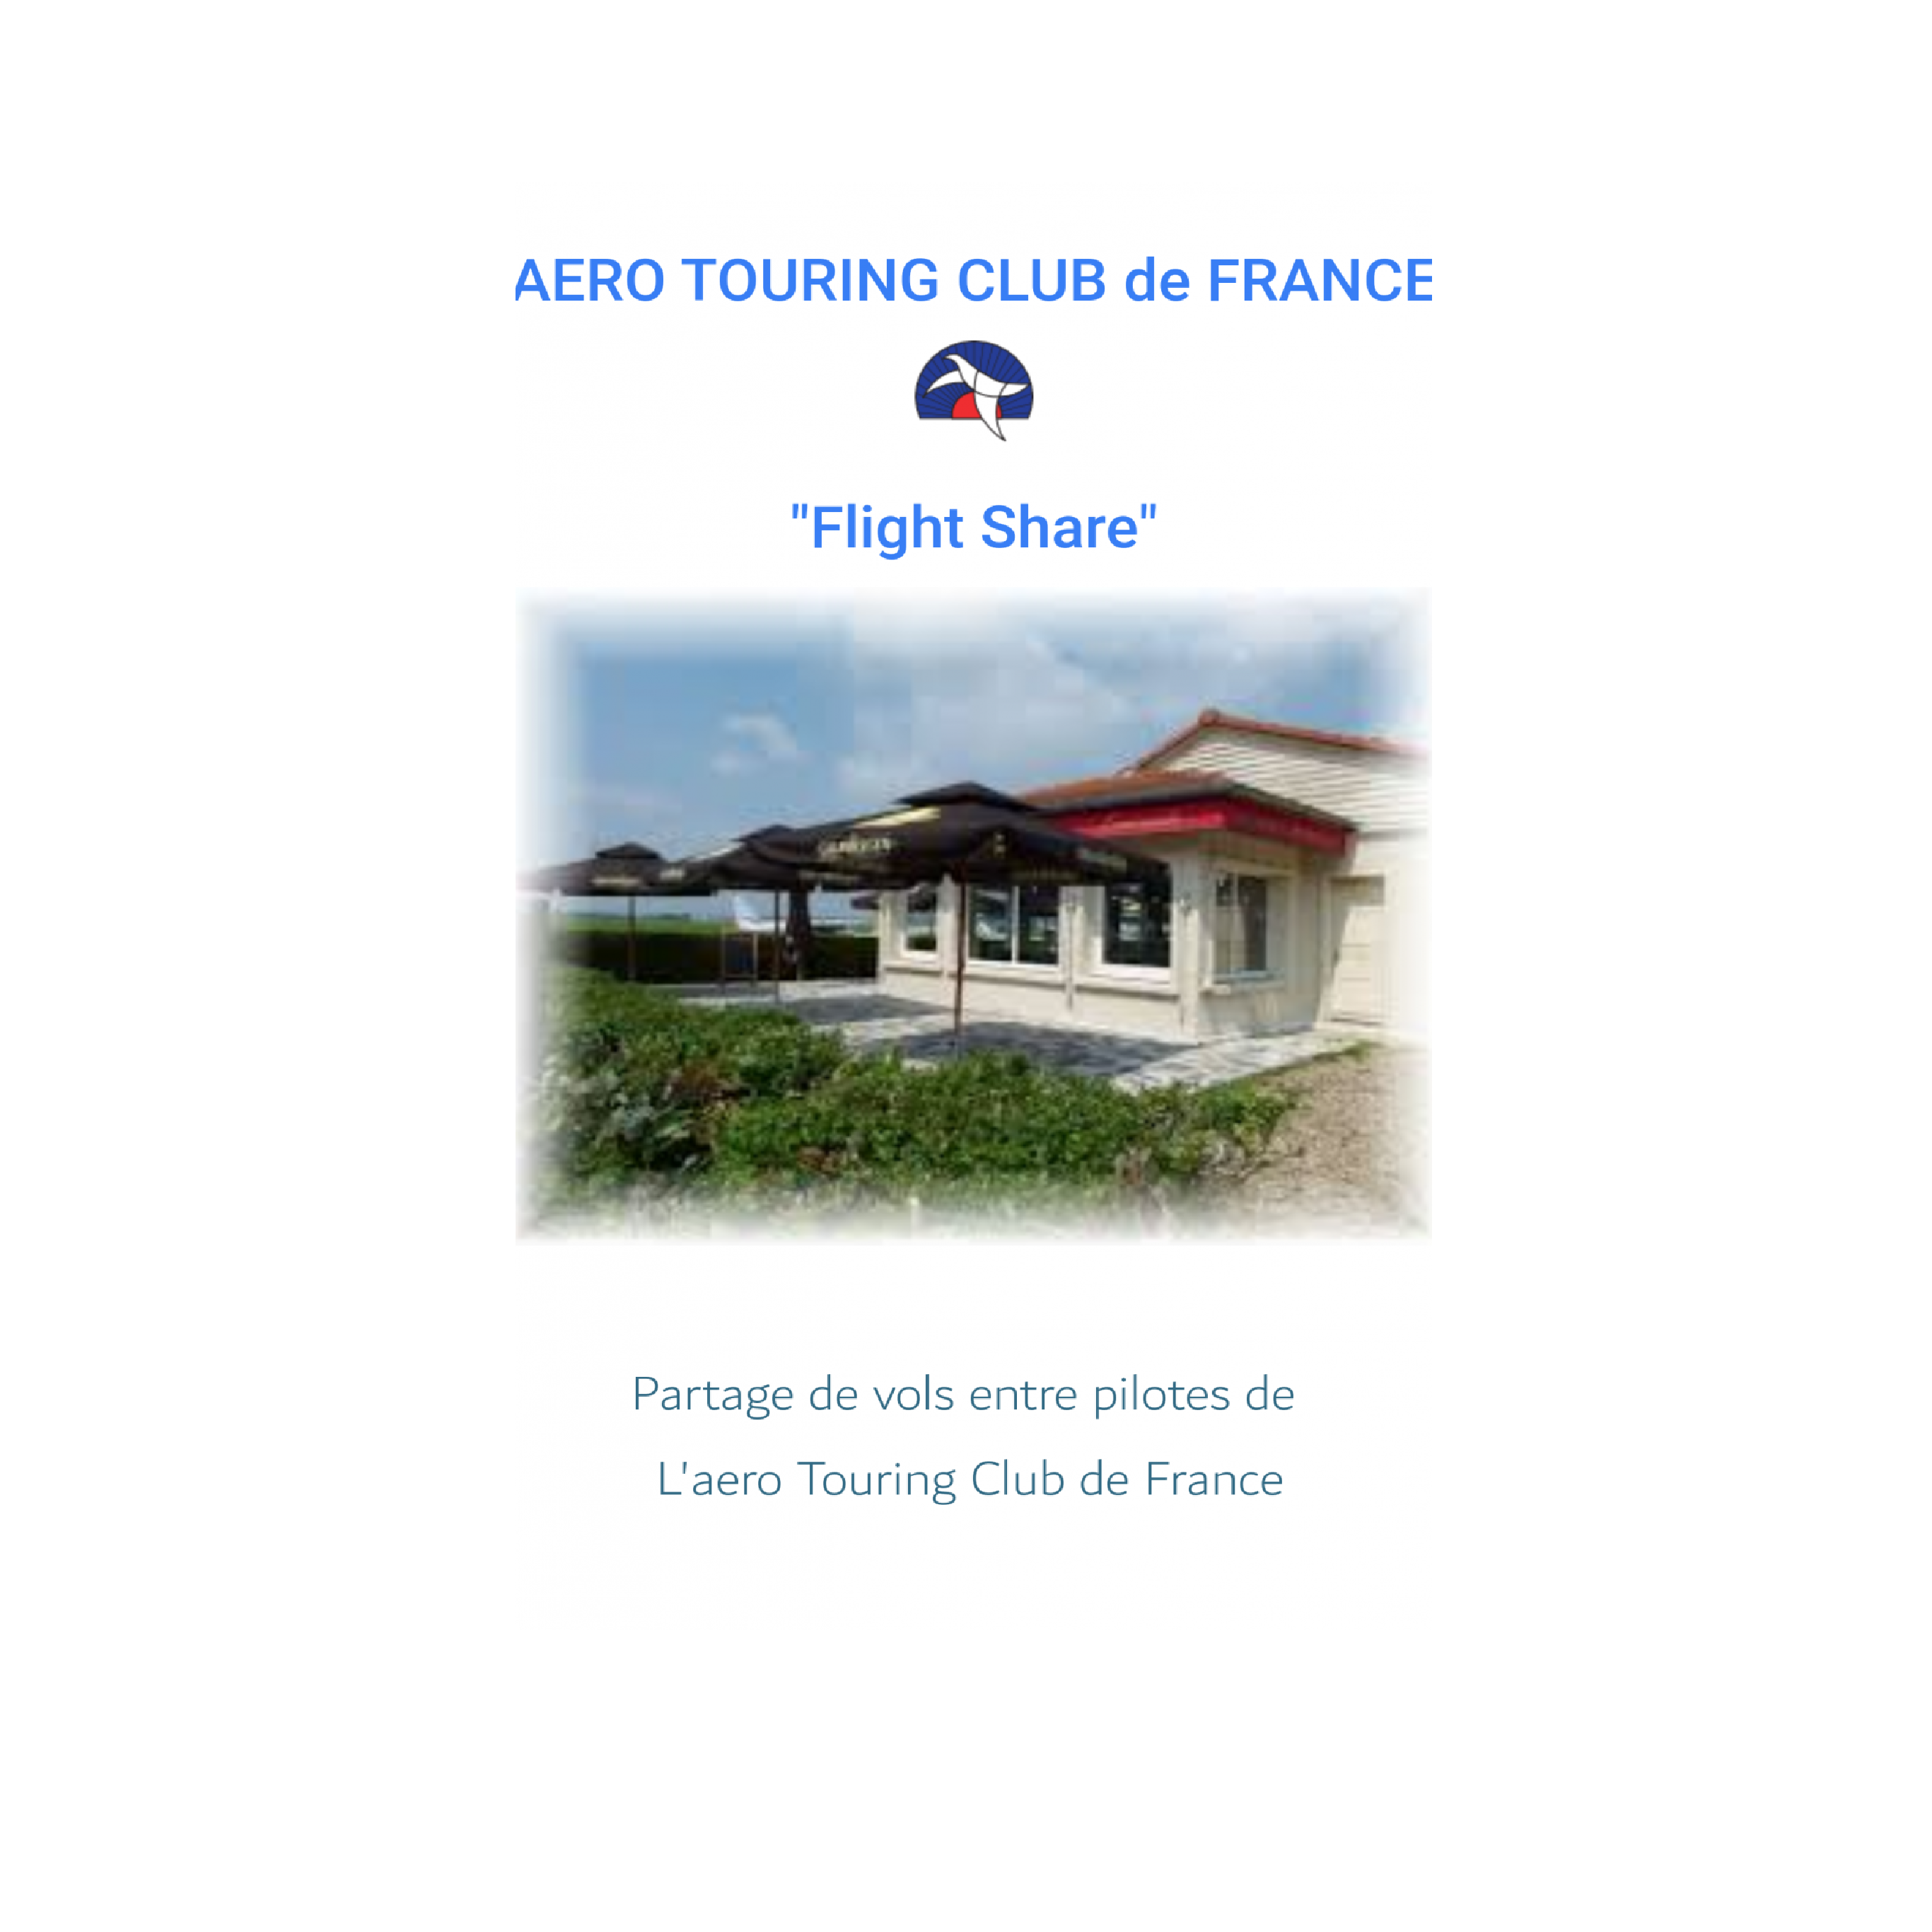 AERO TOURING CLUB de FRANCE
"Flight Share"
Partage de vols entre pilotes de
L'aero Touring Club de France